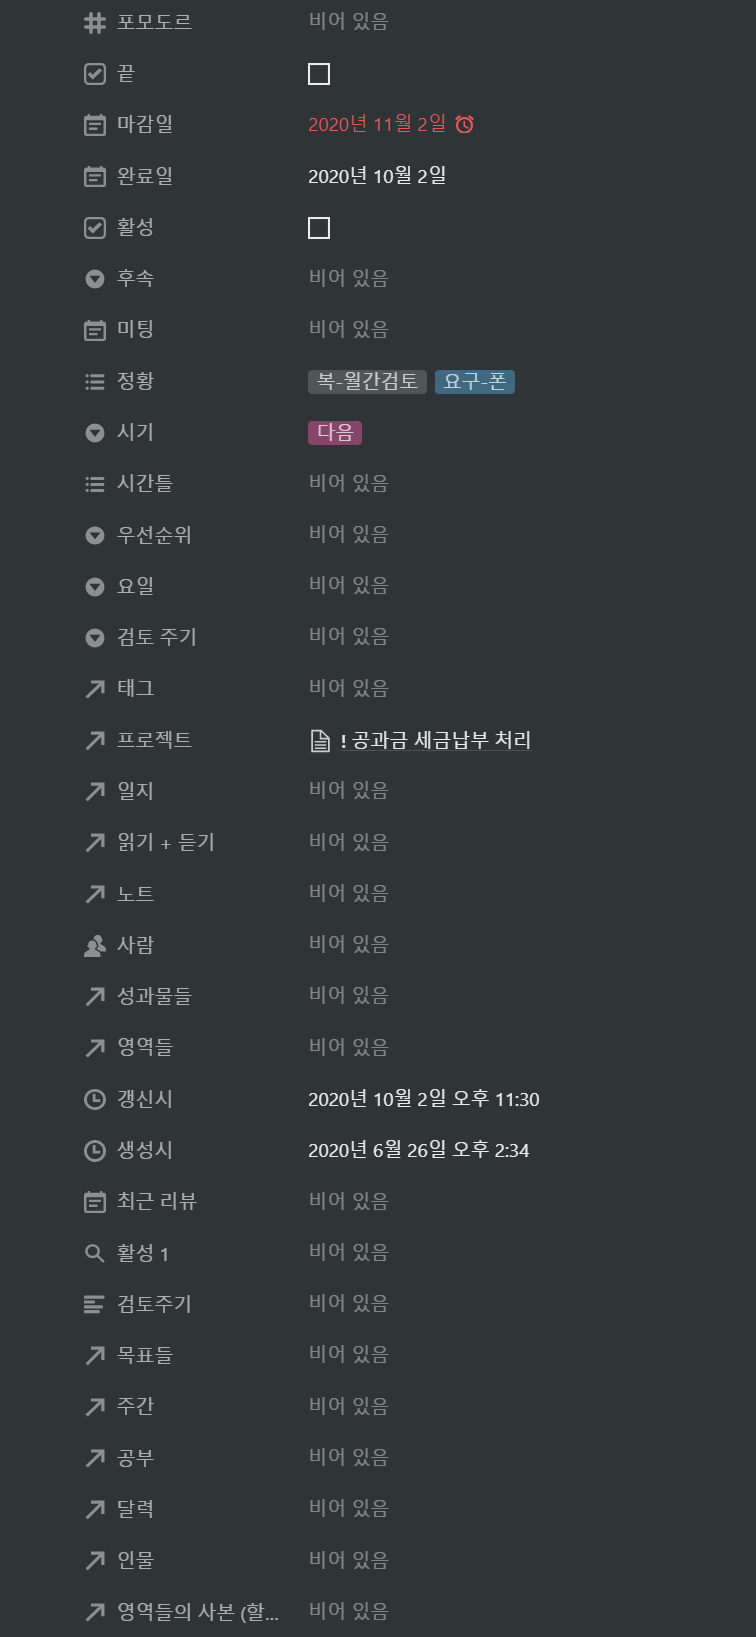 포모도르 비어 있음
끝
마감일 2020년 11월 2일
완료일 2020년 10월 2일
활성
후속 비어 있음
미팅 비어 있음
정황 복-월간검토 요구-폰
시기 다음
시간틀 비어 있음
우선순위 비어 있음
요일 비어 있음
검토 주기 비어 있음
태그 비어 있음
프로젝트 ! 공과금 세금납부 처리
일지 비어 있음
읽기 + 듣기 비어 있음
노트 비어 있음
사람 비어 있음
성과물들 비어 있음
영역들 비어 있음
갱신시 2020년 10월 2일 오후 11:30
생성시 2020년 6월 26일 오후 2:34
최근 리뷰 비어 있음
활성 1 비어 있음
검토주기 비어 있음
목표들 비어 있음
주간 비어 있음
공부 비어 있음
달력 비어 있음
인물 비어 있음
영역들의 사본 (할... 비어 있음